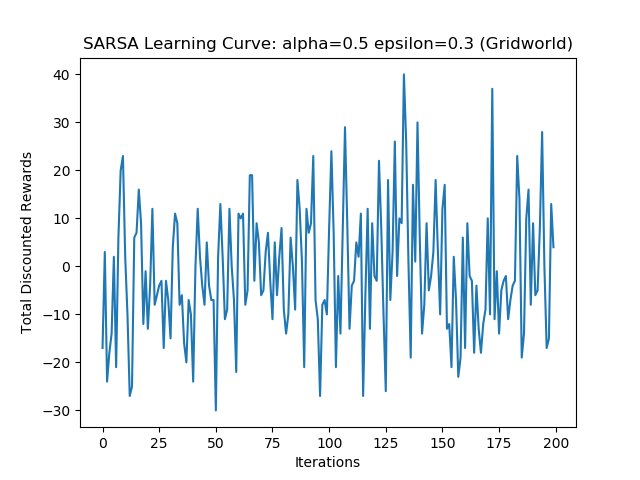 SARSA Learning Curve: alpha=0.5 epsilon=0.3 (Gridworld)
Total Discounted Rewards
40
30
20
10
0
−10
−20
−30
0 25 50 75 100 125 150 175 200
Iterations